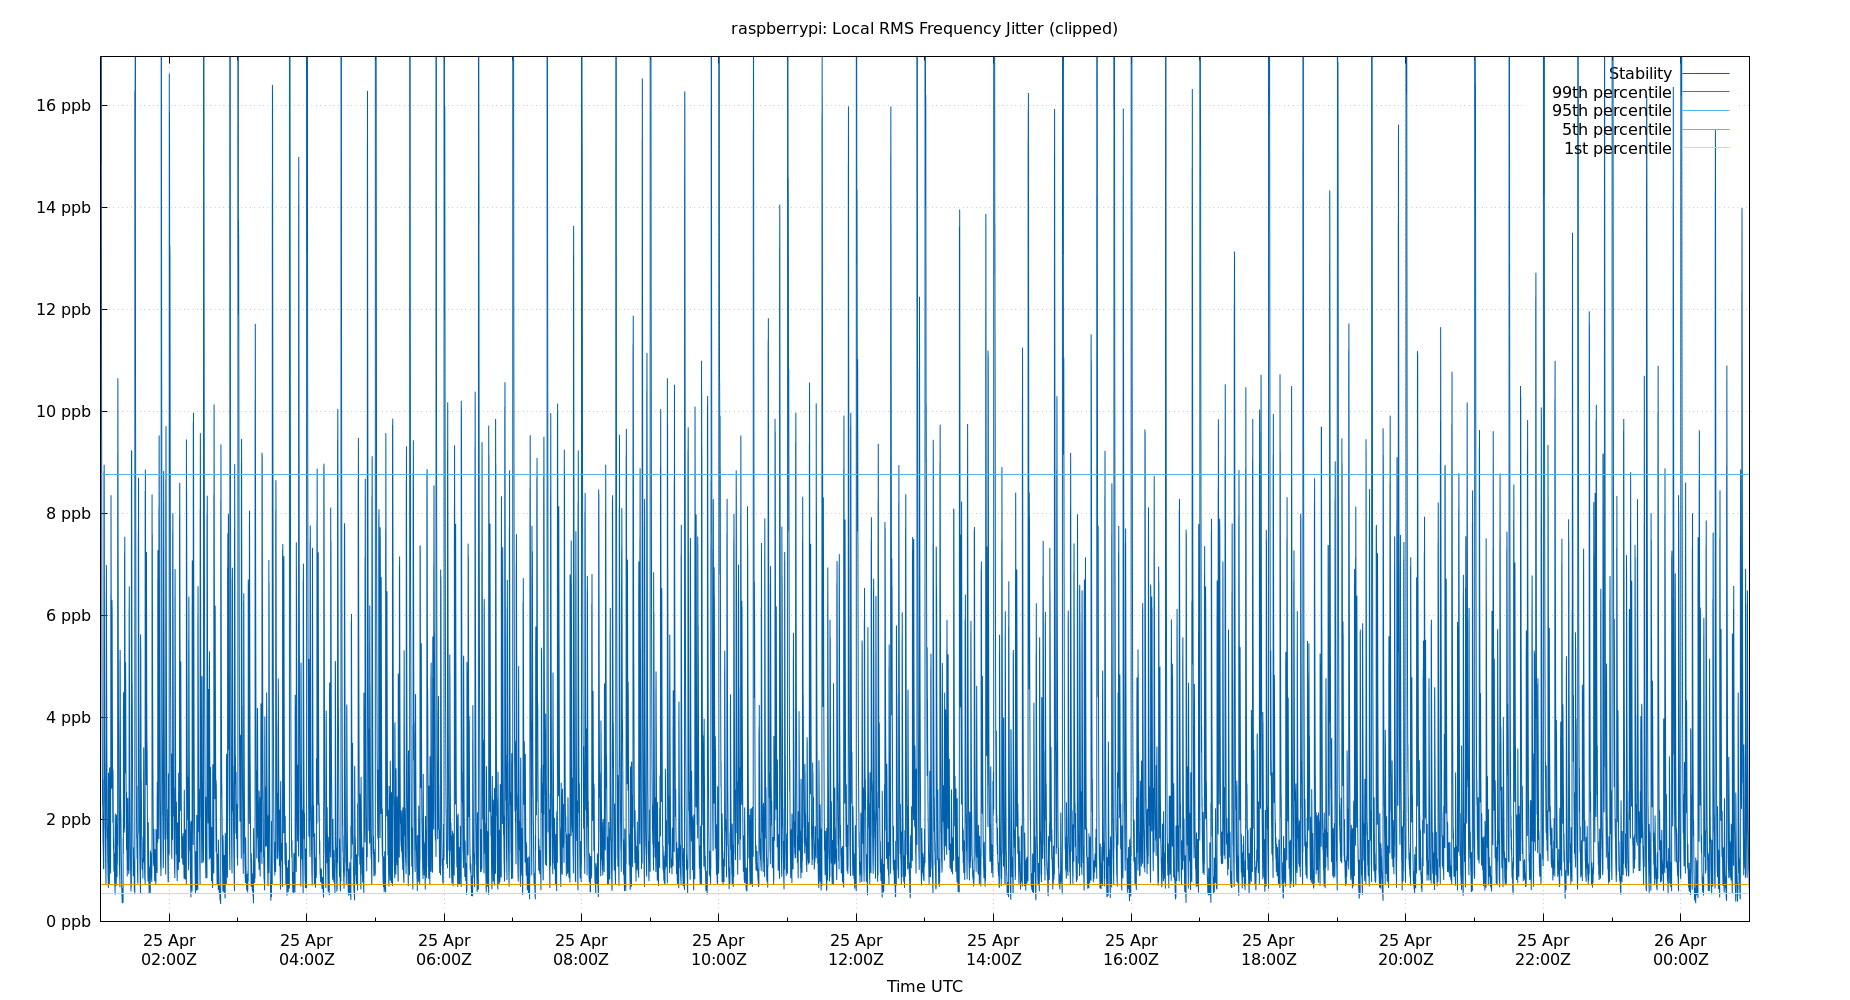 raspberrypi: Local RMS Frequency Jitter (clipped)
Stability
99th percentile
95th percentile
5th percentile
1st percentile
16 ppb
14 ppb
12 ppb
10 ppb
8 ppb
6 ppb
4 ppb
2 ppb
0 ppb
25 Apr 25 Apr 25 Apr 25 Apr 25 Apr 25 Apr 25 Apr 25 Apr 25 Apr 25 Apr 25 Apr 26 Apr
02:00Z 04:00Z 06:00Z 08:00Z 10:00Z 12:00Z 14:00Z 16:00Z 18:00Z 20:00Z 22:00Z 00:00Z
Time UTC